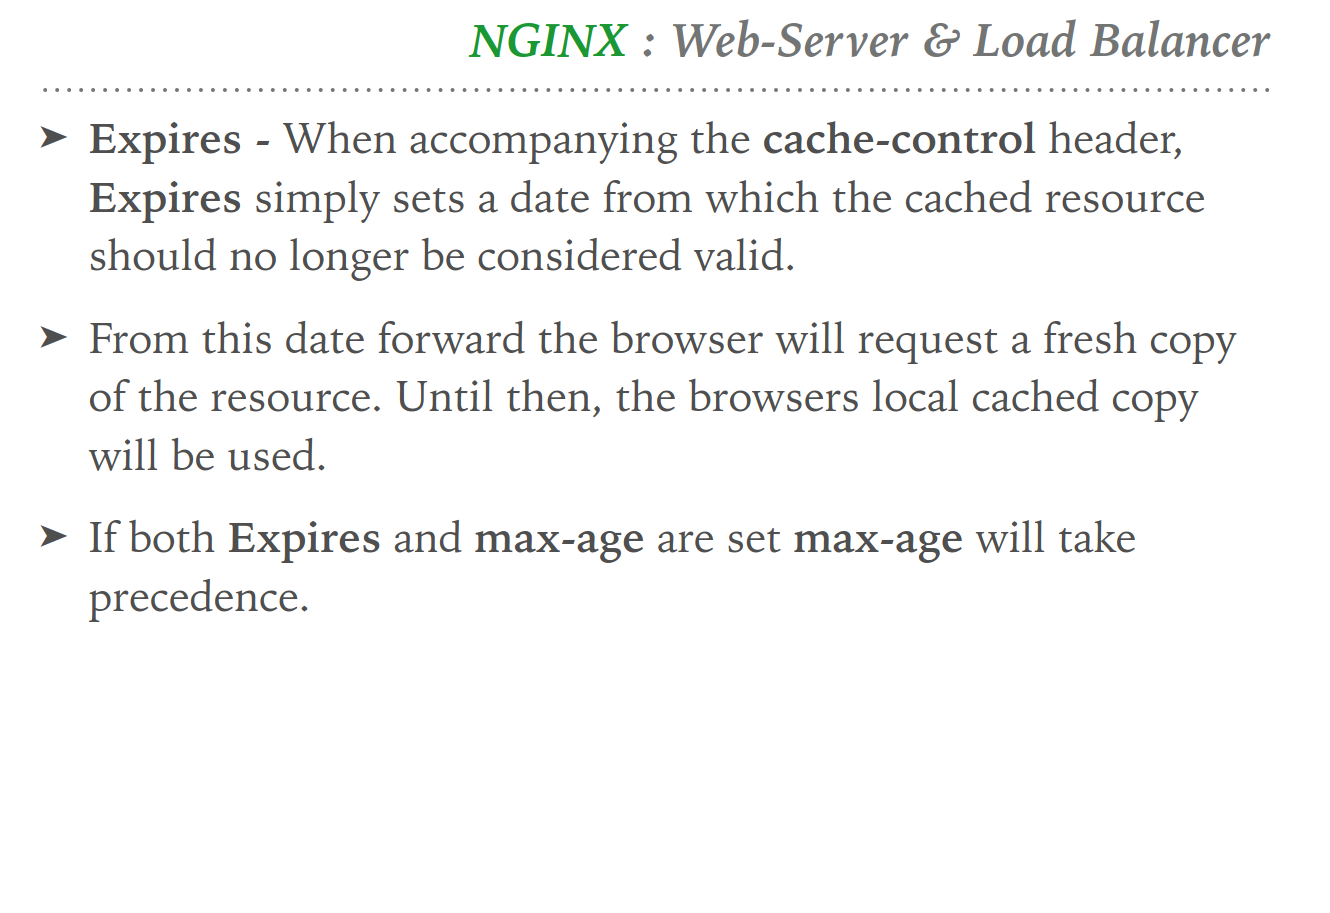 NGINX : Web-Server & Load Balancer
➤ Expires - When accompanying the cache-control header,
Expires simply sets a date from which the cached resource
should no longer be considered valid.
➤ From this date forward the browser will request a fresh copy
of the resource. Until then, the browsers local cached copy
will be used.
➤ If both Expires and max-age are set max-age will take
precedence.